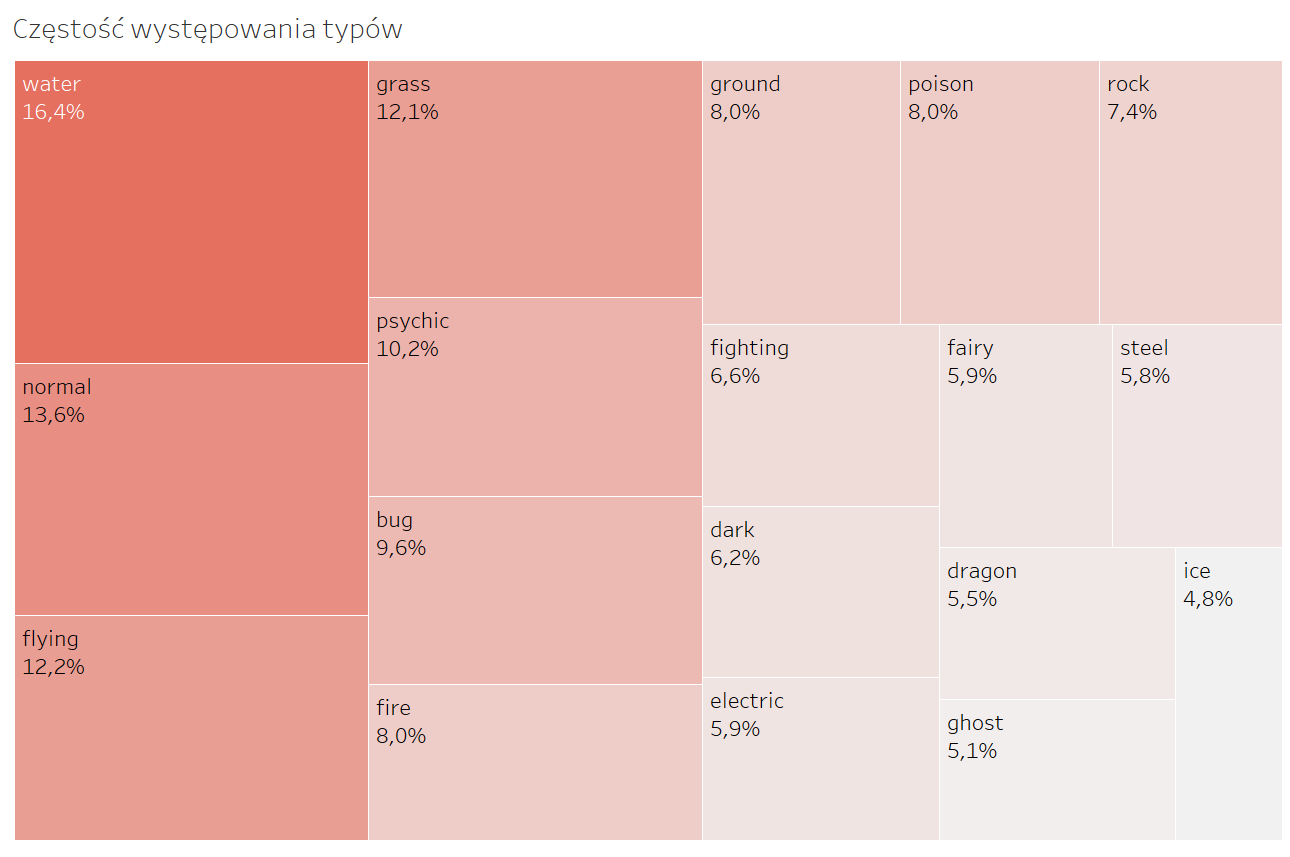 Częstość występowania typów
water
16,4%
normal
13,6%
flying
12,2%
grass
12,1%
psychic
10,2%
bug
9,6%
fire
8,0%
ground
8,0%
poison
8,0%
rock
7,4%
fighting
6,6%
dark
6,2%
electric
5,9%
fairy
5,9%
steel
5,8%
dragon
5,5%
ghost
5,1%
ice
4,8%